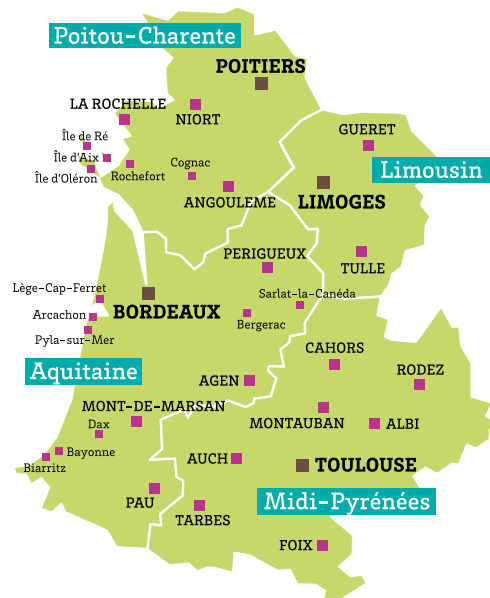 Poitou-Charente
POITIERS
LA ROCHELLE
NIORT
Île de Ré
Île d'Aix
Île d'Oléron
Rochefort
Cognac
ANGOULEME
GUERET
Limousin
LIMOGES
TULLE
PERIGUEUX
Sarlat-la-Canéda
Lège-Cap-Ferret
BORDEAUX
Arcachon
Bergerac
Pyla-sur-Mer
CAHORS
Aquitaine
RODEZ
AGEN
MONT-DE-MARSAN
Dax
MONTAUBAN
ALBI
Bayonne
Biarritz
AUCH
TOULOUSE
PAU
Midi-Pyrénées
TARBES
FOIX